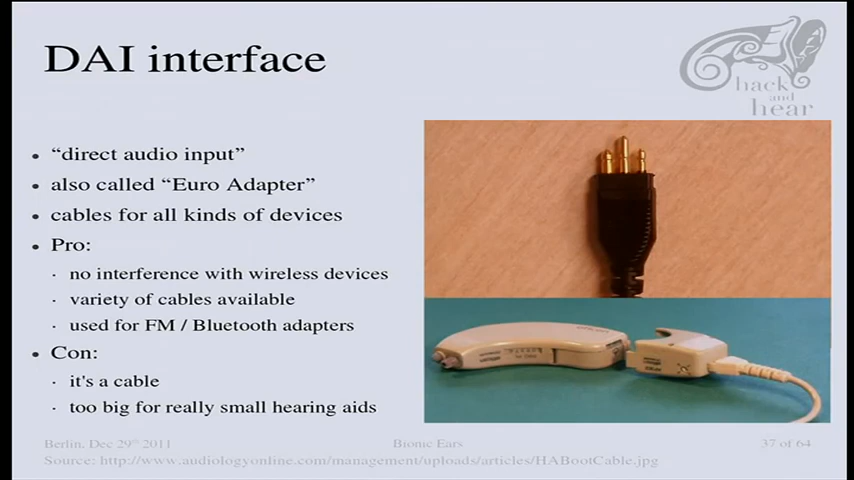 DAI interface
hack
and
hear
• "direct audio input"
• also called "Euro Adapter"
• cables for all kinds of devices
• Pro:
· no interference with wireless devices
· variety of cables available
· used for FM / Bluetooth adapters
• Con:
· it's a cable
· too big for really small hearing aids
Berlin, Dec 29th 2011
Bionic Ears
37 of 64
Source: http://www.audiologyonline.com/management/uploads/articles/HABootCable.jpg